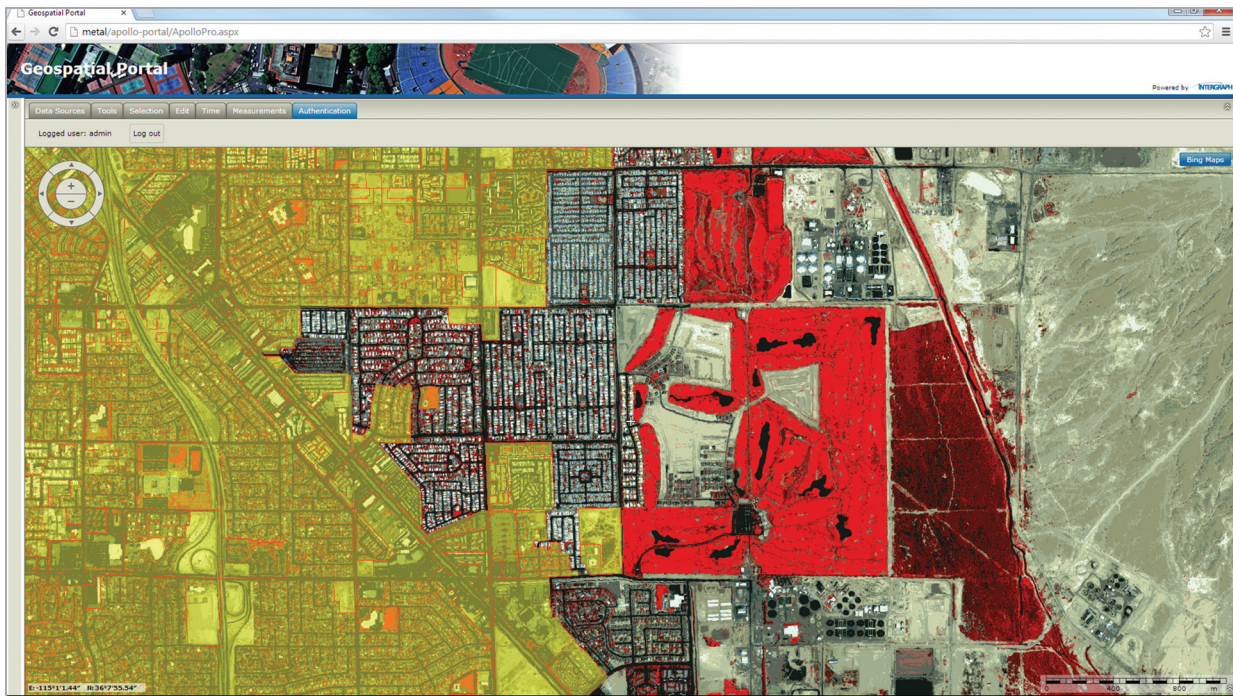 Geospatial Portal
metal/apollo-portal/ApolloPro.aspx
Geospatial Portal
Powered by INTERGRAPH
Data Sources Tools Selection Edit Time Measurements Authentication
Logged user: admin Log out
Bing Maps
E:-115°1'1.44" N:36°7'55.54"
0 400 800 m